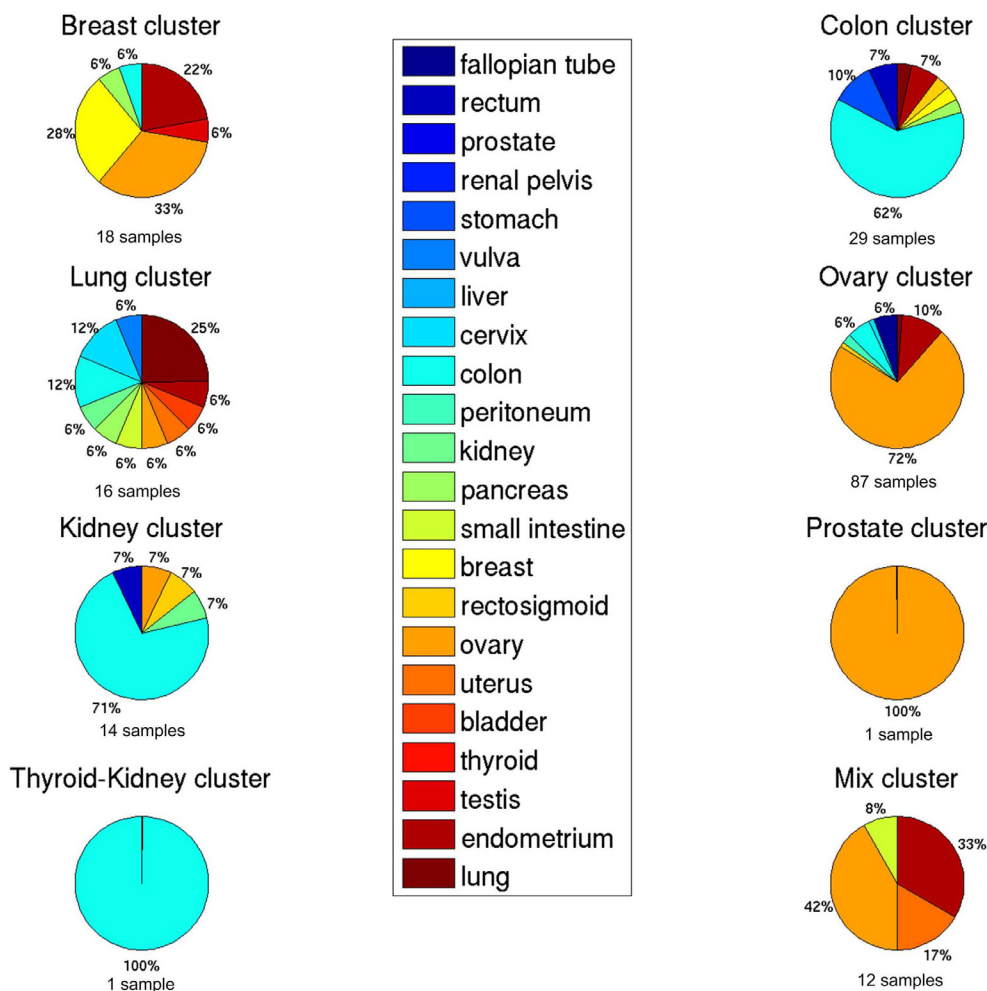 Breast cluster
6%
6%
22%
28%
6%
33%
18 samples
Lung cluster
6%
12%
25%
12%
6%
6%
6%
6%
6%
6%
6%
16 samples
Kidney cluster
7%
7%
7%
7%
71%
14 samples
Thyroid-Kidney cluster
100%
1 sample
fallopian tube
rectum
prostate
renal pelvis
stomach
vulva
liver
cervix
colon
peritoneum
kidney
pancreas
small intestine
breast
rectosigmoid
ovary
uterus
bladder
thyroid
testis
endometrium
lung
Colon cluster
7%
7%
10%
62%
29 samples
Ovary cluster
6%
10%
6%
72%
87 samples
Prostate cluster
100%
1 sample
Mix cluster
8%
33%
42%
17%
12 samples